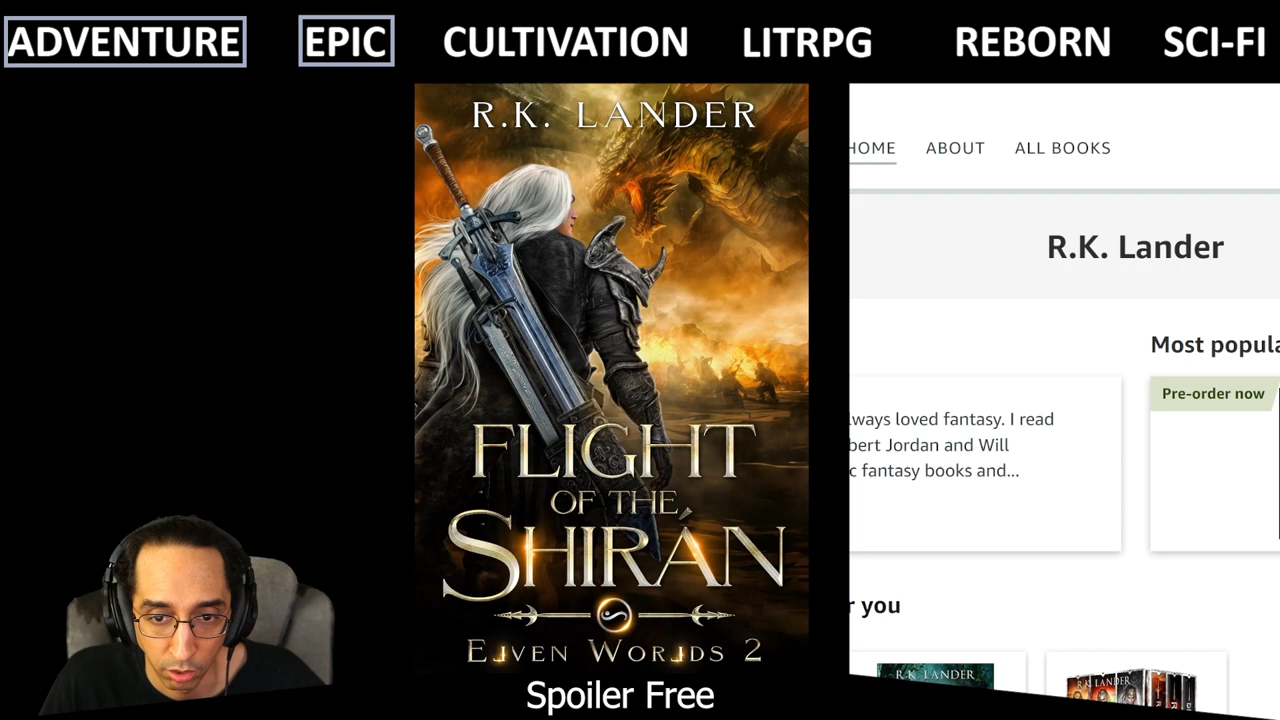 ADVENTURE EPIC CULTIVATION LITRPG REBORN SCI-FI
R.K. LANDER
FLIGHT
OF THE
SHIRÁN
ELVEN WORLDS 2
Spoiler Free
HOME ABOUT ALL BOOKS
R.K. Lander
Most popula
Pre-order now
lways loved fantasy. I read
bert Jordan and Will
c fantasy books and...
r you
R.K. LANDER
R.K. LANDER